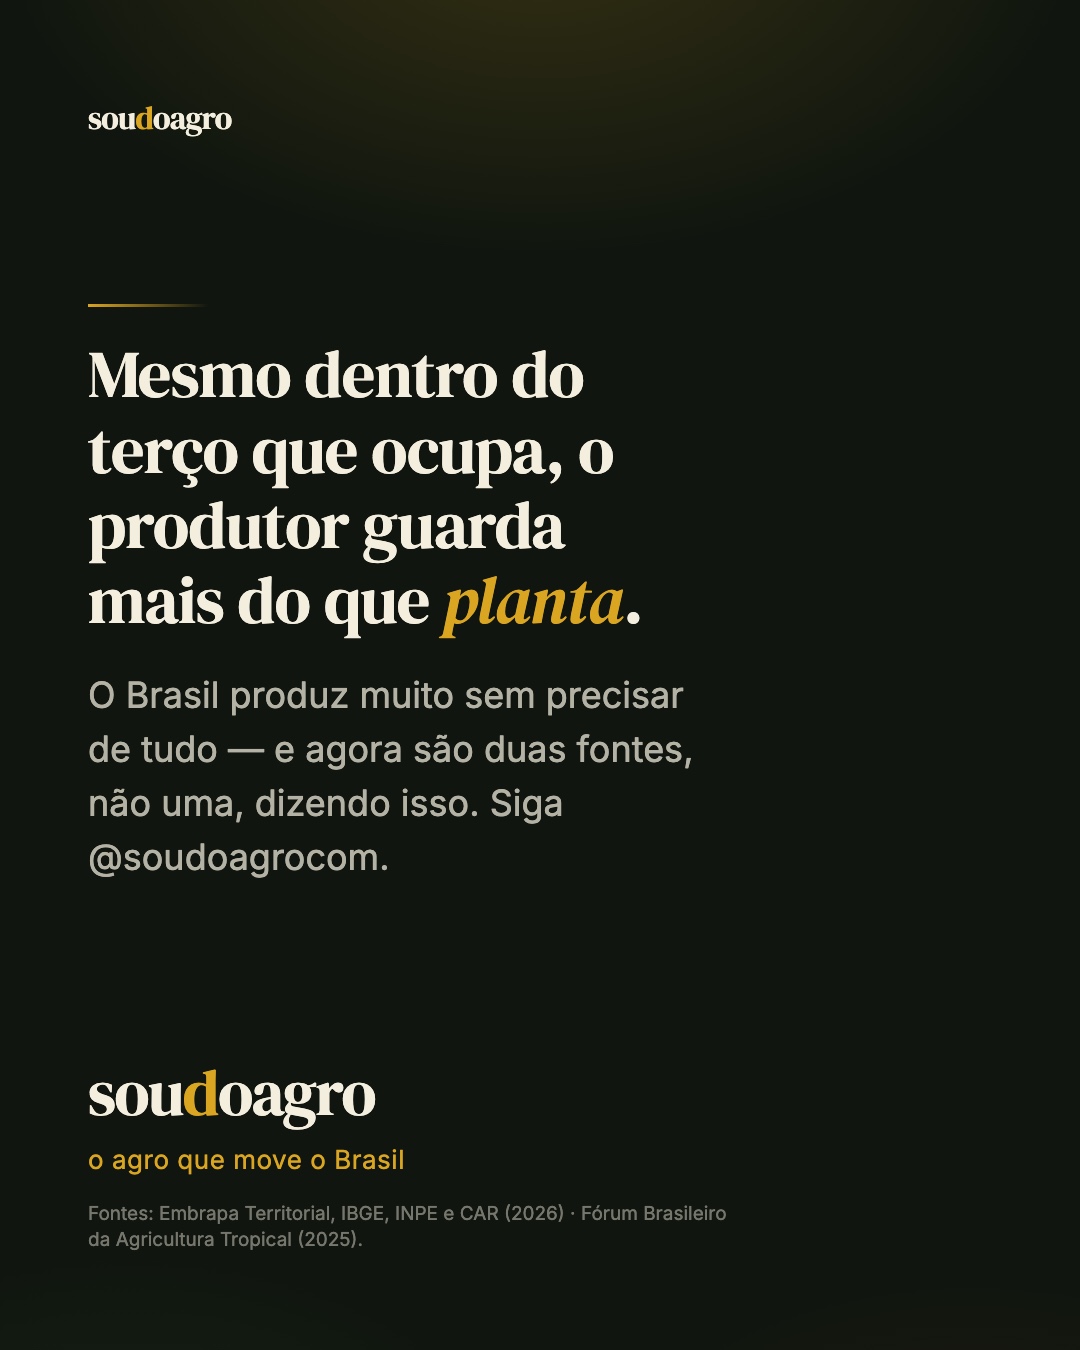 soudoagro
Mesmo dentro do
terço que ocupa, o
produtor guarda
mais do que planta.
O Brasil produz muito sem precisar
de tudo — e agora são duas fontes,
não uma, dizendo isso. Siga
@soudoagrocom.
soudoagro
o agro que move o Brasil
Fontes: Embrapa Territorial, IBGE, INPE e CAR (2026) · Fórum Brasileiro
da Agricultura Tropical (2025).